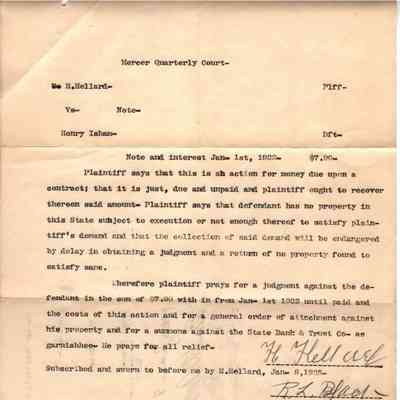 Mercer Quarterly Court-
H.Hellard- Plff-
Vs- Note-
Henry Isham- Dft-
Note and interest Jan- 1st, 1922- $7.90-
Plaintiff says that this is an action for money due upon a
contract; that it is just, due and unpaid and plaintiff ought to recover
thereon said amount- Plaintiff says that defendant has no property in
this State subject to execution or not enough thereof to satisfy plain-
tiff's demand and that the collection of said demand will be endangered
by delay in obtaining a judgment and a return of no property found to
satisfy same.
Therefore plaintiff prays for a judgment against the de-
fendant in the sum of $7.90 with in from Jan- 1st 1922 until paid and
the costs of this action and for a general order of attachment against
his property and for a summons against the State Bank & Trust Co- as
garnishee- He prays for all relief-
H Hellard
Subscribed and sworn to before me by H.Hellard, Jan- 8,1925-
R.L.